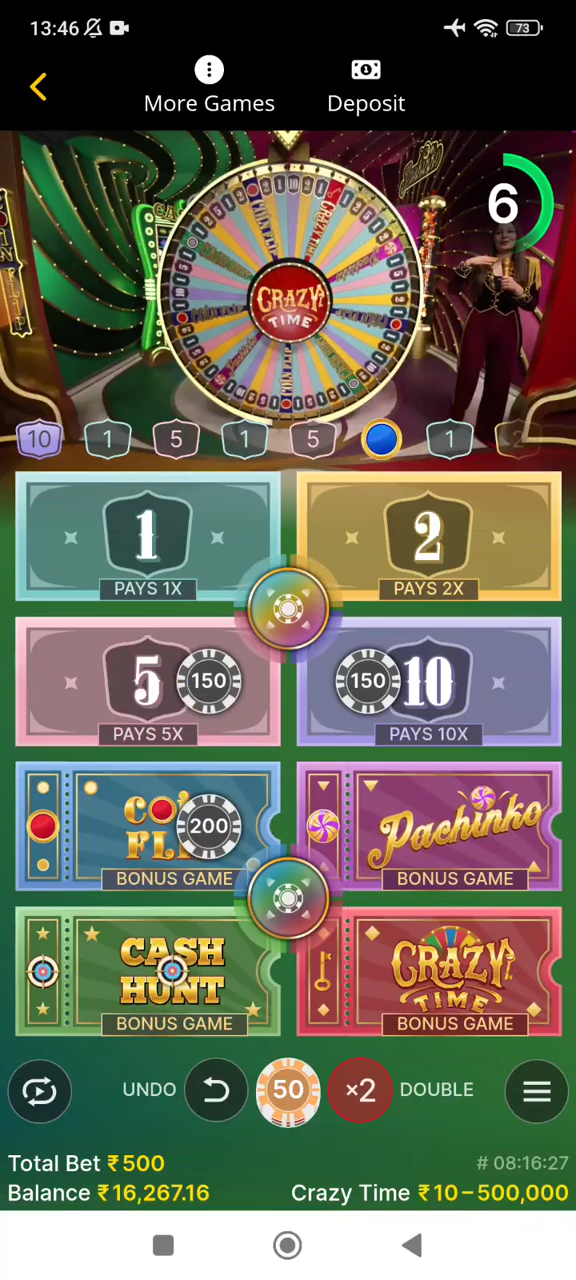 13:46
73
More Games
Deposit
6
CRAZY
TIME
10 1 5 1 5 1 2
1
PAYS 1X
2
PAYS 2X
5
150
PAYS 5X
150
10
PAYS 10X
200
BONUS GAME
Pachinko
BONUS GAME
CASH
HUNT
BONUS GAME
CRAZY
TIME
BONUS GAME
UNDO
50
×2
DOUBLE
Total Bet ₹500
# 08:16:27
Balance ₹16,267.16
Crazy Time ₹10–500,000